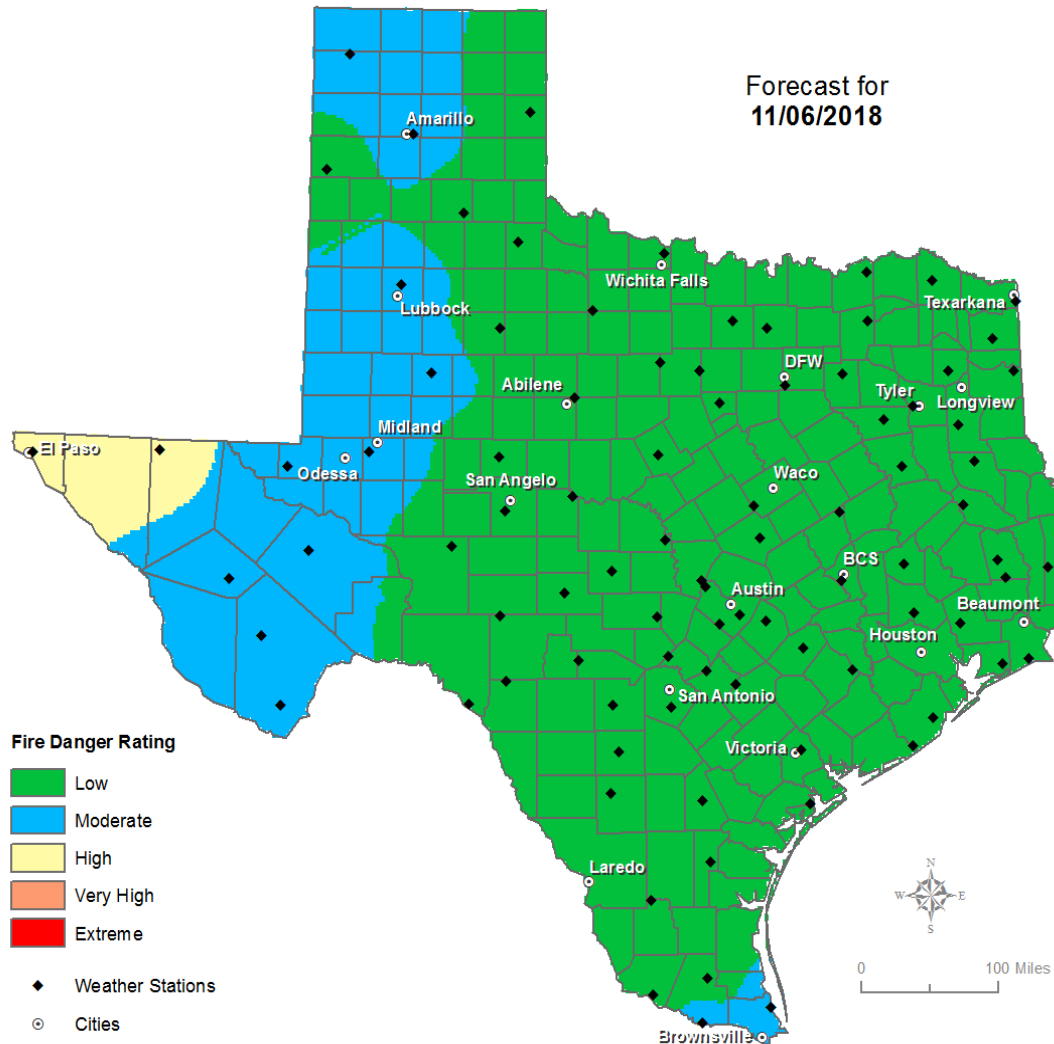 Forecast for
11/06/2018
Amarillo
Wichita Falls
Texarkana
Lubbock
DFW
Abilene
Tyler
Longview
El Paso
Midland
Odessa
San Angelo
Waco
BCS
Austin
Beaumont
Houston
San Antonio
Victoria
Fire Danger Rating
Low
Moderate
High
Very High
Extreme
Weather Stations
Cities
Laredo
N
W
E
S
0
100 Miles
Brownsville